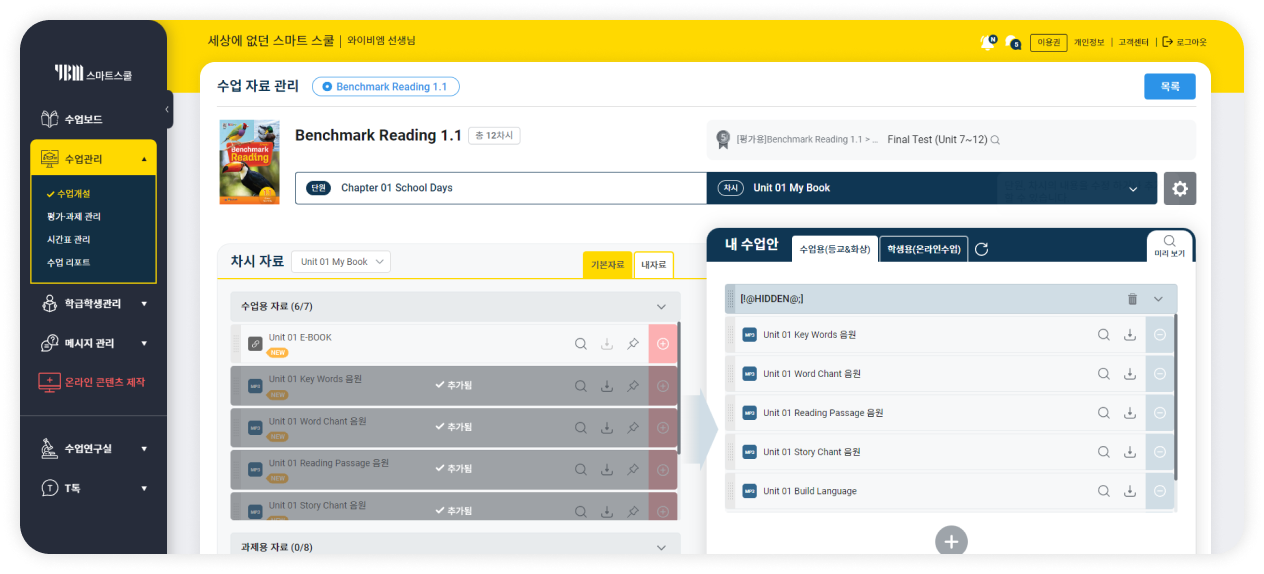 세상에 없던 스마트 스쿨 | 와이비엠 선생님
N
6
이용권
개인정보 | 고객센터 | 로그아웃
YBM 스마트스쿨
수업보드
수업관리
수업개설
평가·과제 관리
시간표 관리
수업 리포트
학급학생관리
메시지 관리
온라인 콘텐츠 제작
수업연구실
T톡
수업 자료 관리
Benchmark Reading 1.1
목록
Benchmark
Reading
1.1
Benchmark Reading 1.1
총 12차시
5
[평가용]Benchmark Reading 1.1 > ... Final Test (Unit 7~12)
단원 Chapter 01 School Days
차시 Unit 01 My Book
차시 자료
Unit 01 My Book
기본자료
내자료
수업용 자료 (6/7)
Unit 01 E-BOOK
NEW
Unit 01 Key Words 음원
NEW
추가됨
Unit 01 Word Chant 음원
NEW
추가됨
Unit 01 Reading Passage 음원
NEW
추가됨
Unit 01 Story Chant 음원
추가됨
과제용 자료 (0/8)
내 수업안
수업용(등교&화상)
학생용(온라인수업)
미리 보기
[!@HIDDEN@;]
MP3 Unit 01 Key Words 음원
MP3 Unit 01 Word Chant 음원
MP3 Unit 01 Reading Passage 음원
MP3 Unit 01 Story Chant 음원
MP3 Unit 01 Build Language